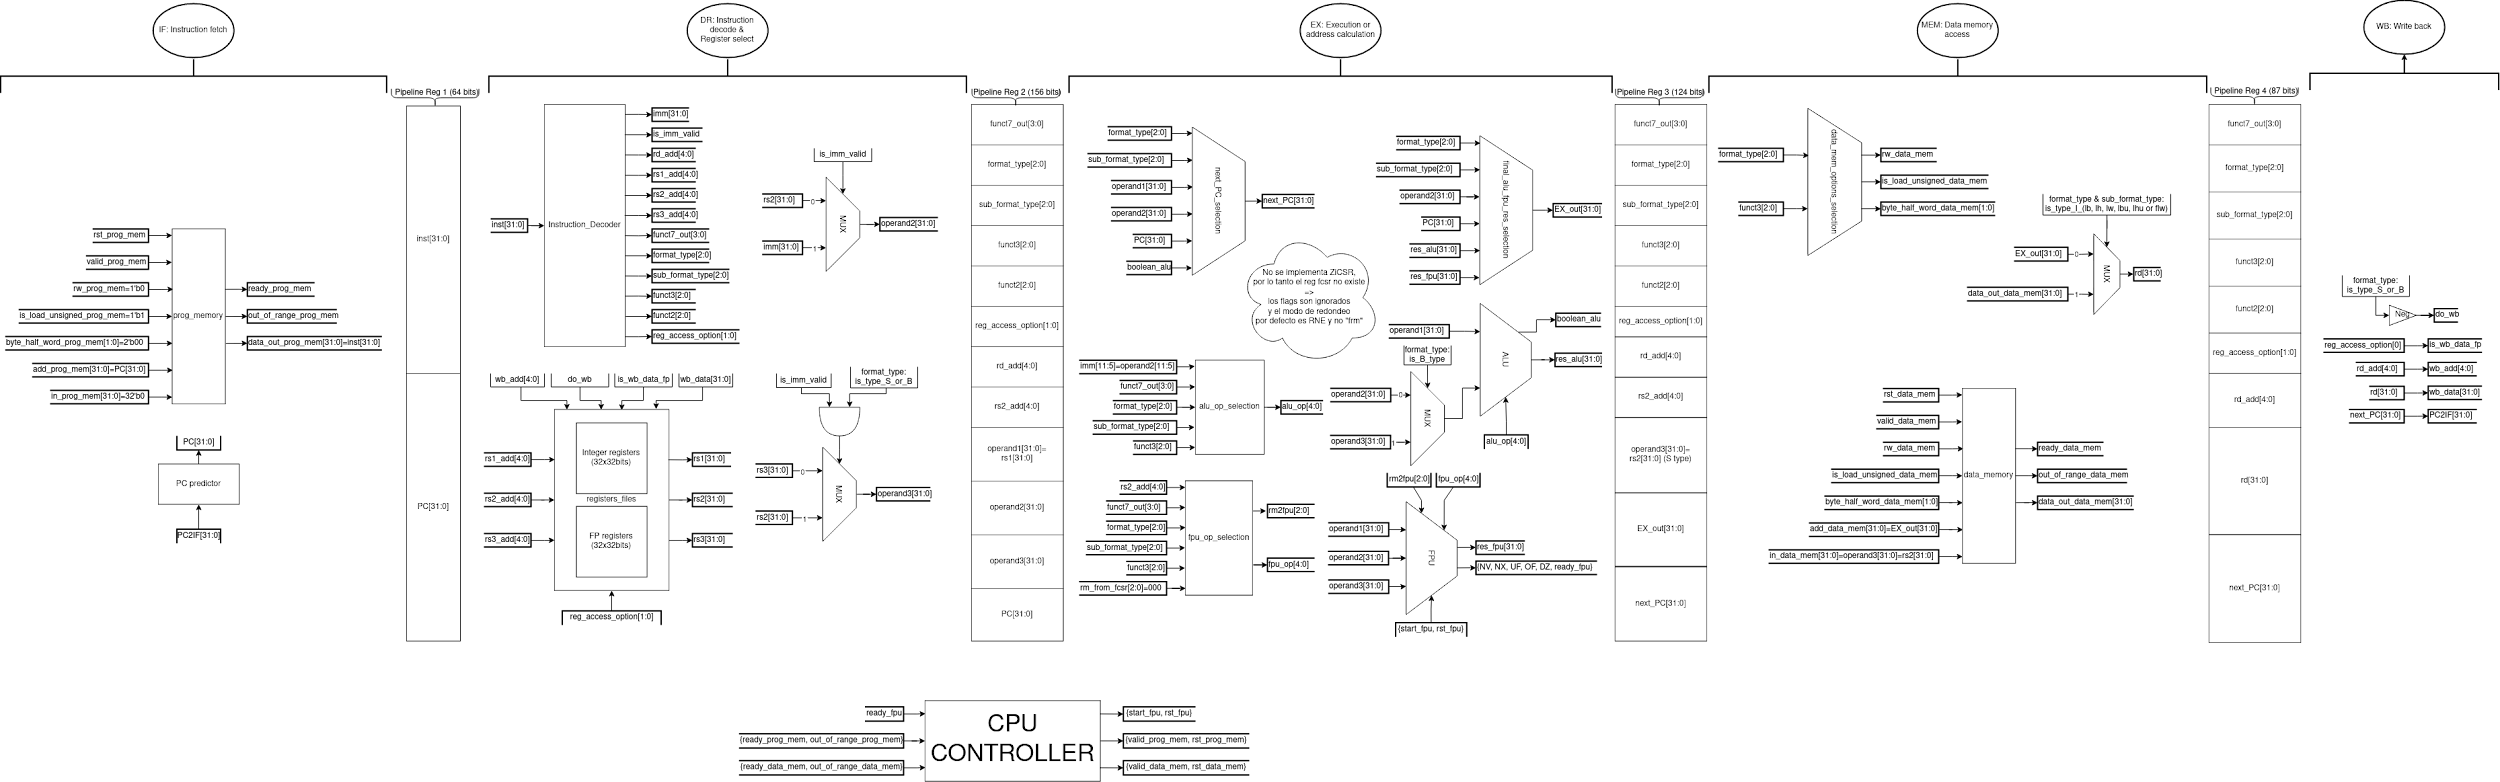 IF: Instruction fetch
DR: Instruction
decode &
Register select
EX: Execution or
address calculation
MEM: Data memory
access
WB: Write back
Pipeline Reg 1 (64 bits)
inst[31:0]
PC[31:0]
Pipeline Reg 2 (156 bits)
funct7_out[3:0]
format_type[2:0]
sub_format_type[2:0]
funct3[2:0]
funct2[2:0]
reg_access_option[1:0]
rd_add[4:0]
rs2_add[4:0]
operand1[31:0]=
rs1[31:0]
operand2[31:0]
operand3[31:0]
PC[31:0]
Pipeline Reg 3 (124 bits)
funct7_out[3:0]
format_type[2:0]
sub_format_type[2:0]
funct3[2:0]
funct2[2:0]
reg_access_option[1:0]
rd_add[4:0]
rs2_add[4:0]
operand3[31:0]=
rs2[31:0] (S type)
EX_out[31:0]
next_PC[31:0]
Pipeline Reg 4 (87 bits)
funct7_out[3:0]
format_type[2:0]
sub_format_type[2:0]
funct3[2:0]
funct2[2:0]
reg_access_option[1:0]
rd_add[4:0]
rd[31:0]
next_PC[31:0]
rst_prog_mem
valid_prog_mem
rw_prog_mem=1'b0
is_load_unsigned_prog_mem=1'b1
byte_half_word_prog_mem[1:0]=2'b00
add_prog_mem[31:0]=PC[31:0]
in_prog_mem[31:0]=32'b0
prog_memory
ready_prog_mem
out_of_range_prog_mem
data_out_prog_mem[31:0]=inst[31:0]
PC[31:0]
PC predictor
PC2IF[31:0]
inst[31:0]
Instruction_Decoder
imm[31:0]
is_imm_valid
rd_add[4:0]
rs1_add[4:0]
rs2_add[4:0]
rs3_add[4:0]
funct7_out[3:0]
format_type[2:0]
sub_format_type[2:0]
funct3[2:0]
funct2[2:0]
reg_access_option[1:0]
is_imm_valid
rs2[31:0]
0
imm[31:0]
1
MUX
operand2[31:0]
wb_add[4:0]
do_wb
is_wb_data_fp
wb_data[31:0]
Integer registers
(32x32bits)
registers_files
FP registers
(32x32bits)
rs1_add[4:0]
rs2_add[4:0]
rs3_add[4:0]
rs1[31:0]
rs2[31:0]
rs3[31:0]
reg_access_option[1:0]
is_imm_valid
format_type:
is_type_S_or_B
rs3[31:0]
0
rs2[31:0]
1
MUX
operand3[31:0]
format_type[2:0]
sub_format_type[2:0]
operand1[31:0]
operand2[31:0]
PC[31:0]
boolean_alu
next_PC_selection
next_PC[31:0]
format_type[2:0]
sub_format_type[2:0]
operand2[31:0]
PC[31:0]
res_alu[31:0]
res_fpu[31:0]
final_alu_fpu_res_selection
EX_out[31:0]
No se implementa ZiCSR,
por lo tanto el reg fcsr no existe
=>
los flags son ignorados
y el modo de redondeo
por defecto es RNE y no "frm"
imm[11:5]=operand2[11:5]
funct7_out[3:0]
format_type[2:0]
sub_format_type[2:0]
funct3[2:0]
alu_op_selection
alu_op[4:0]
operand1[31:0]
format_type:
is_B_type
operand2[31:0]
0
operand3[31:0]
1
MUX
ALU
boolean_alu
res_alu[31:0]
alu_op[4:0]
rs2_add[4:0]
funct7_out[3:0]
format_type[2:0]
sub_format_type[2:0]
funct3[2:0]
rm_from_fcsr[2:0]=000
fpu_op_selection
rm2fpu[2:0]
fpu_op[4:0]
rm2fpu[2:0]
fpu_op[4:0]
operand1[31:0]
operand2[31:0]
operand3[31:0]
FPU
res_fpu[31:0]
{NV, NX, UF, OF, DZ, ready_fpu}
{start_fpu, rst_fpu}
format_type[2:0]
funct3[2:0]
data_mem_options_selection
rw_data_mem
is_load_unsigned_data_mem
byte_half_word_data_mem[1:0]
format_type & sub_format_type:
is_type_I_(lb, lh, lw, lbu, lhu or flw)
EX_out[31:0]
0
data_out_data_mem[31:0]
1
MUX
rd[31:0]
rst_data_mem
valid_data_mem
rw_data_mem
is_load_unsigned_data_mem
byte_half_word_data_mem[1:0]
add_data_mem[31:0]=EX_out[31:0]
in_data_mem[31:0]=operand3[31:0]=rs2[31:0]
data_memory
ready_data_mem
out_of_range_data_mem
data_out_data_mem[31:0]
format_type:
is_type_S_or_B
Neg
do_wb
reg_access_option[0]
is_wb_data_fp
rd_add[4:0]
wb_add[4:0]
rd[31:0]
wb_data[31:0]
next_PC[31:0]
PC2IF[31:0]
ready_fpu
{ready_prog_mem, out_of_range_prog_mem}
{ready_data_mem, out_of_range_data_mem}
CPU
CONTROLLER
{start_fpu, rst_fpu}
{valid_prog_mem, rst_prog_mem}
{valid_data_mem, rst_data_mem}